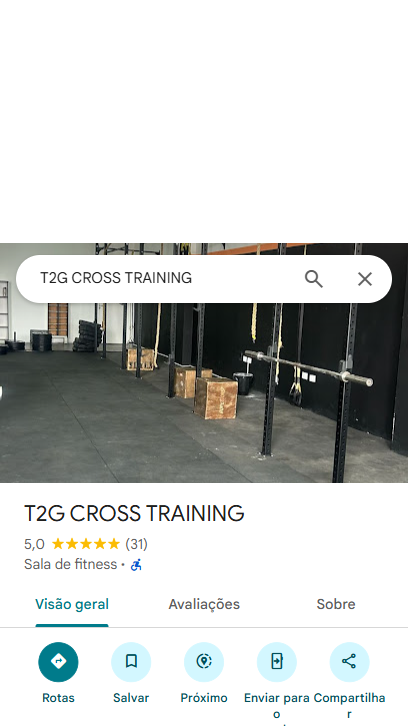 T2G CROSS TRAINING
T2G CROSS TRAINING
5,0 (31)
Sala de fitness •
Visão geral
Avaliações
Sobre
Rotas
Salvar
Próximo
Enviar para o
Compartilhar